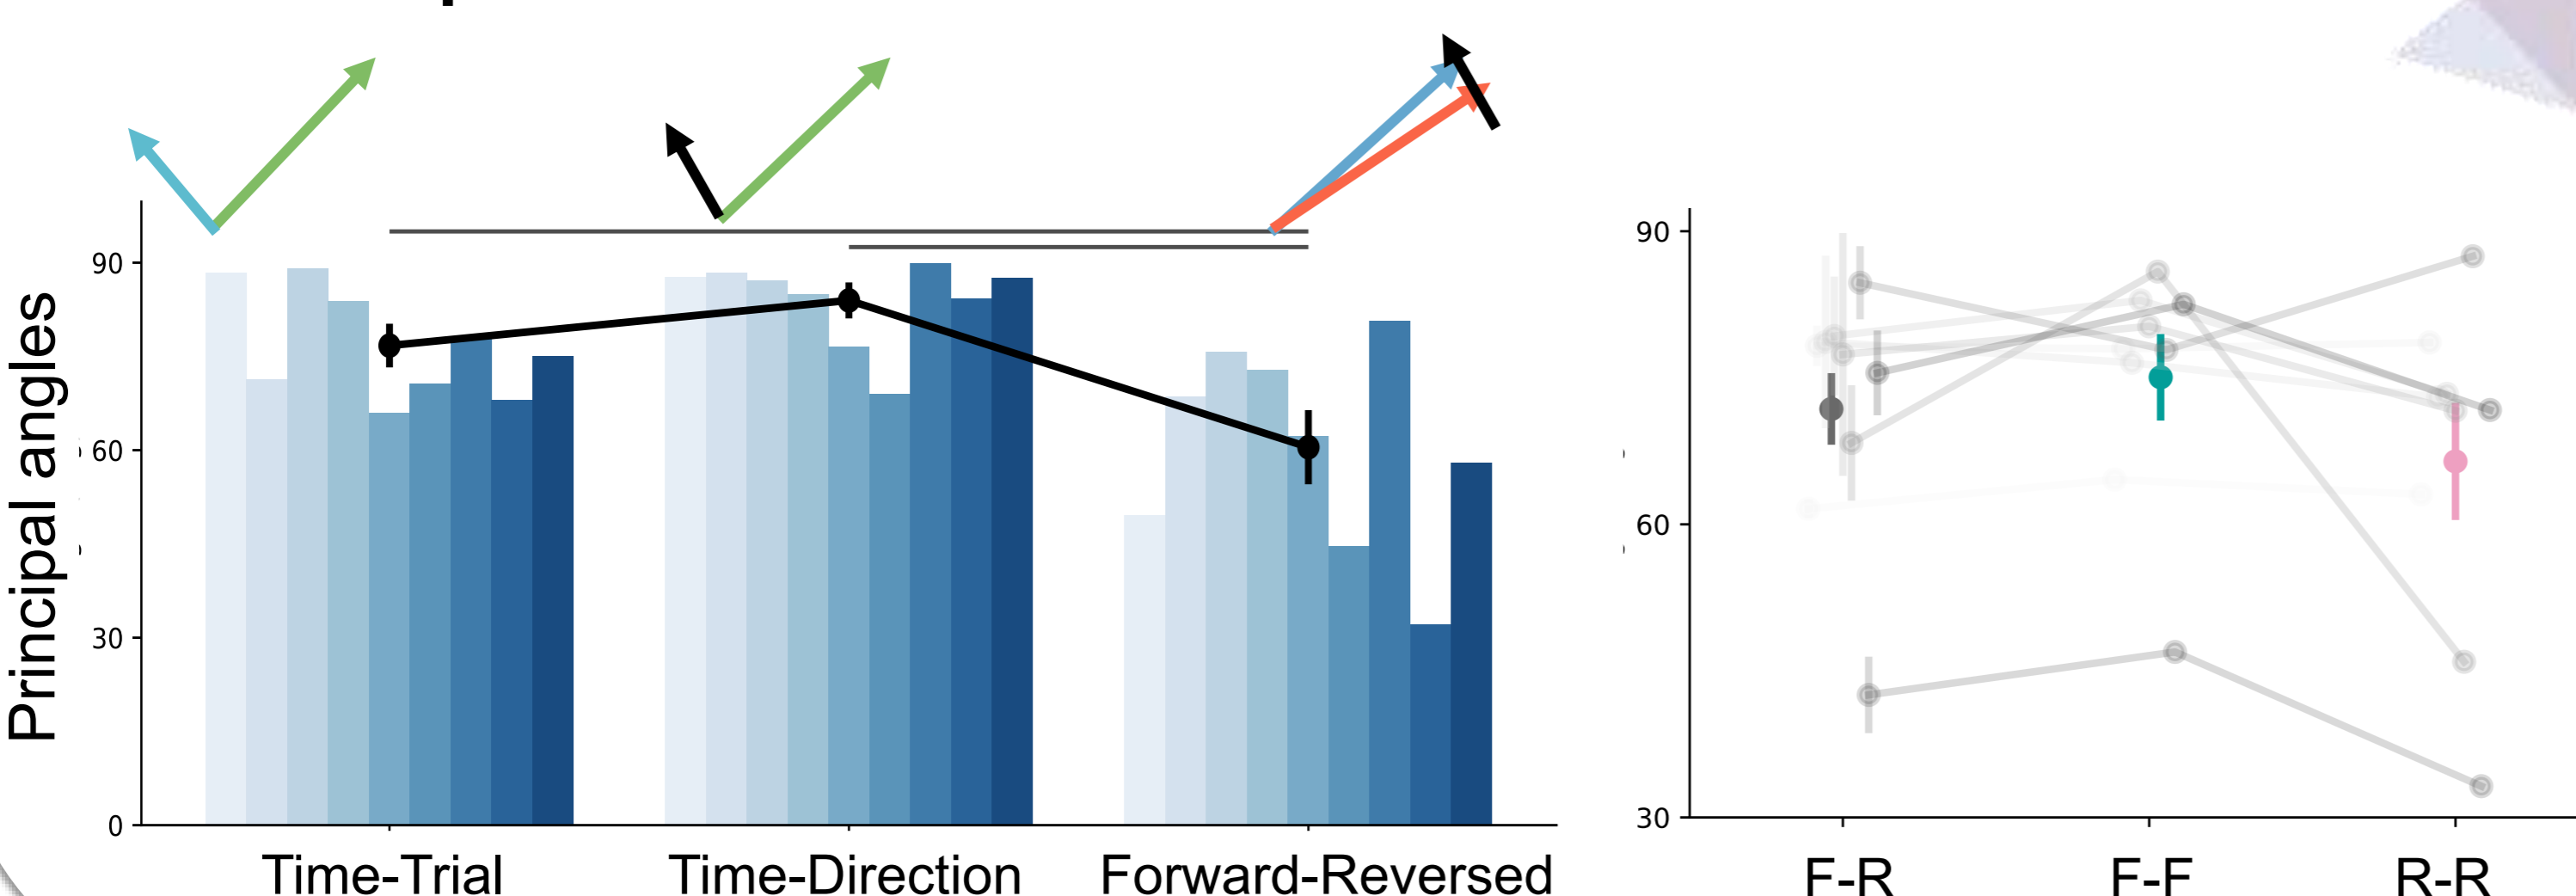 Principal angles
90
60
30
0
Time-Trial
Time-Direction
Forward-Reversed
90
60
30
F-R
F-F
R-R